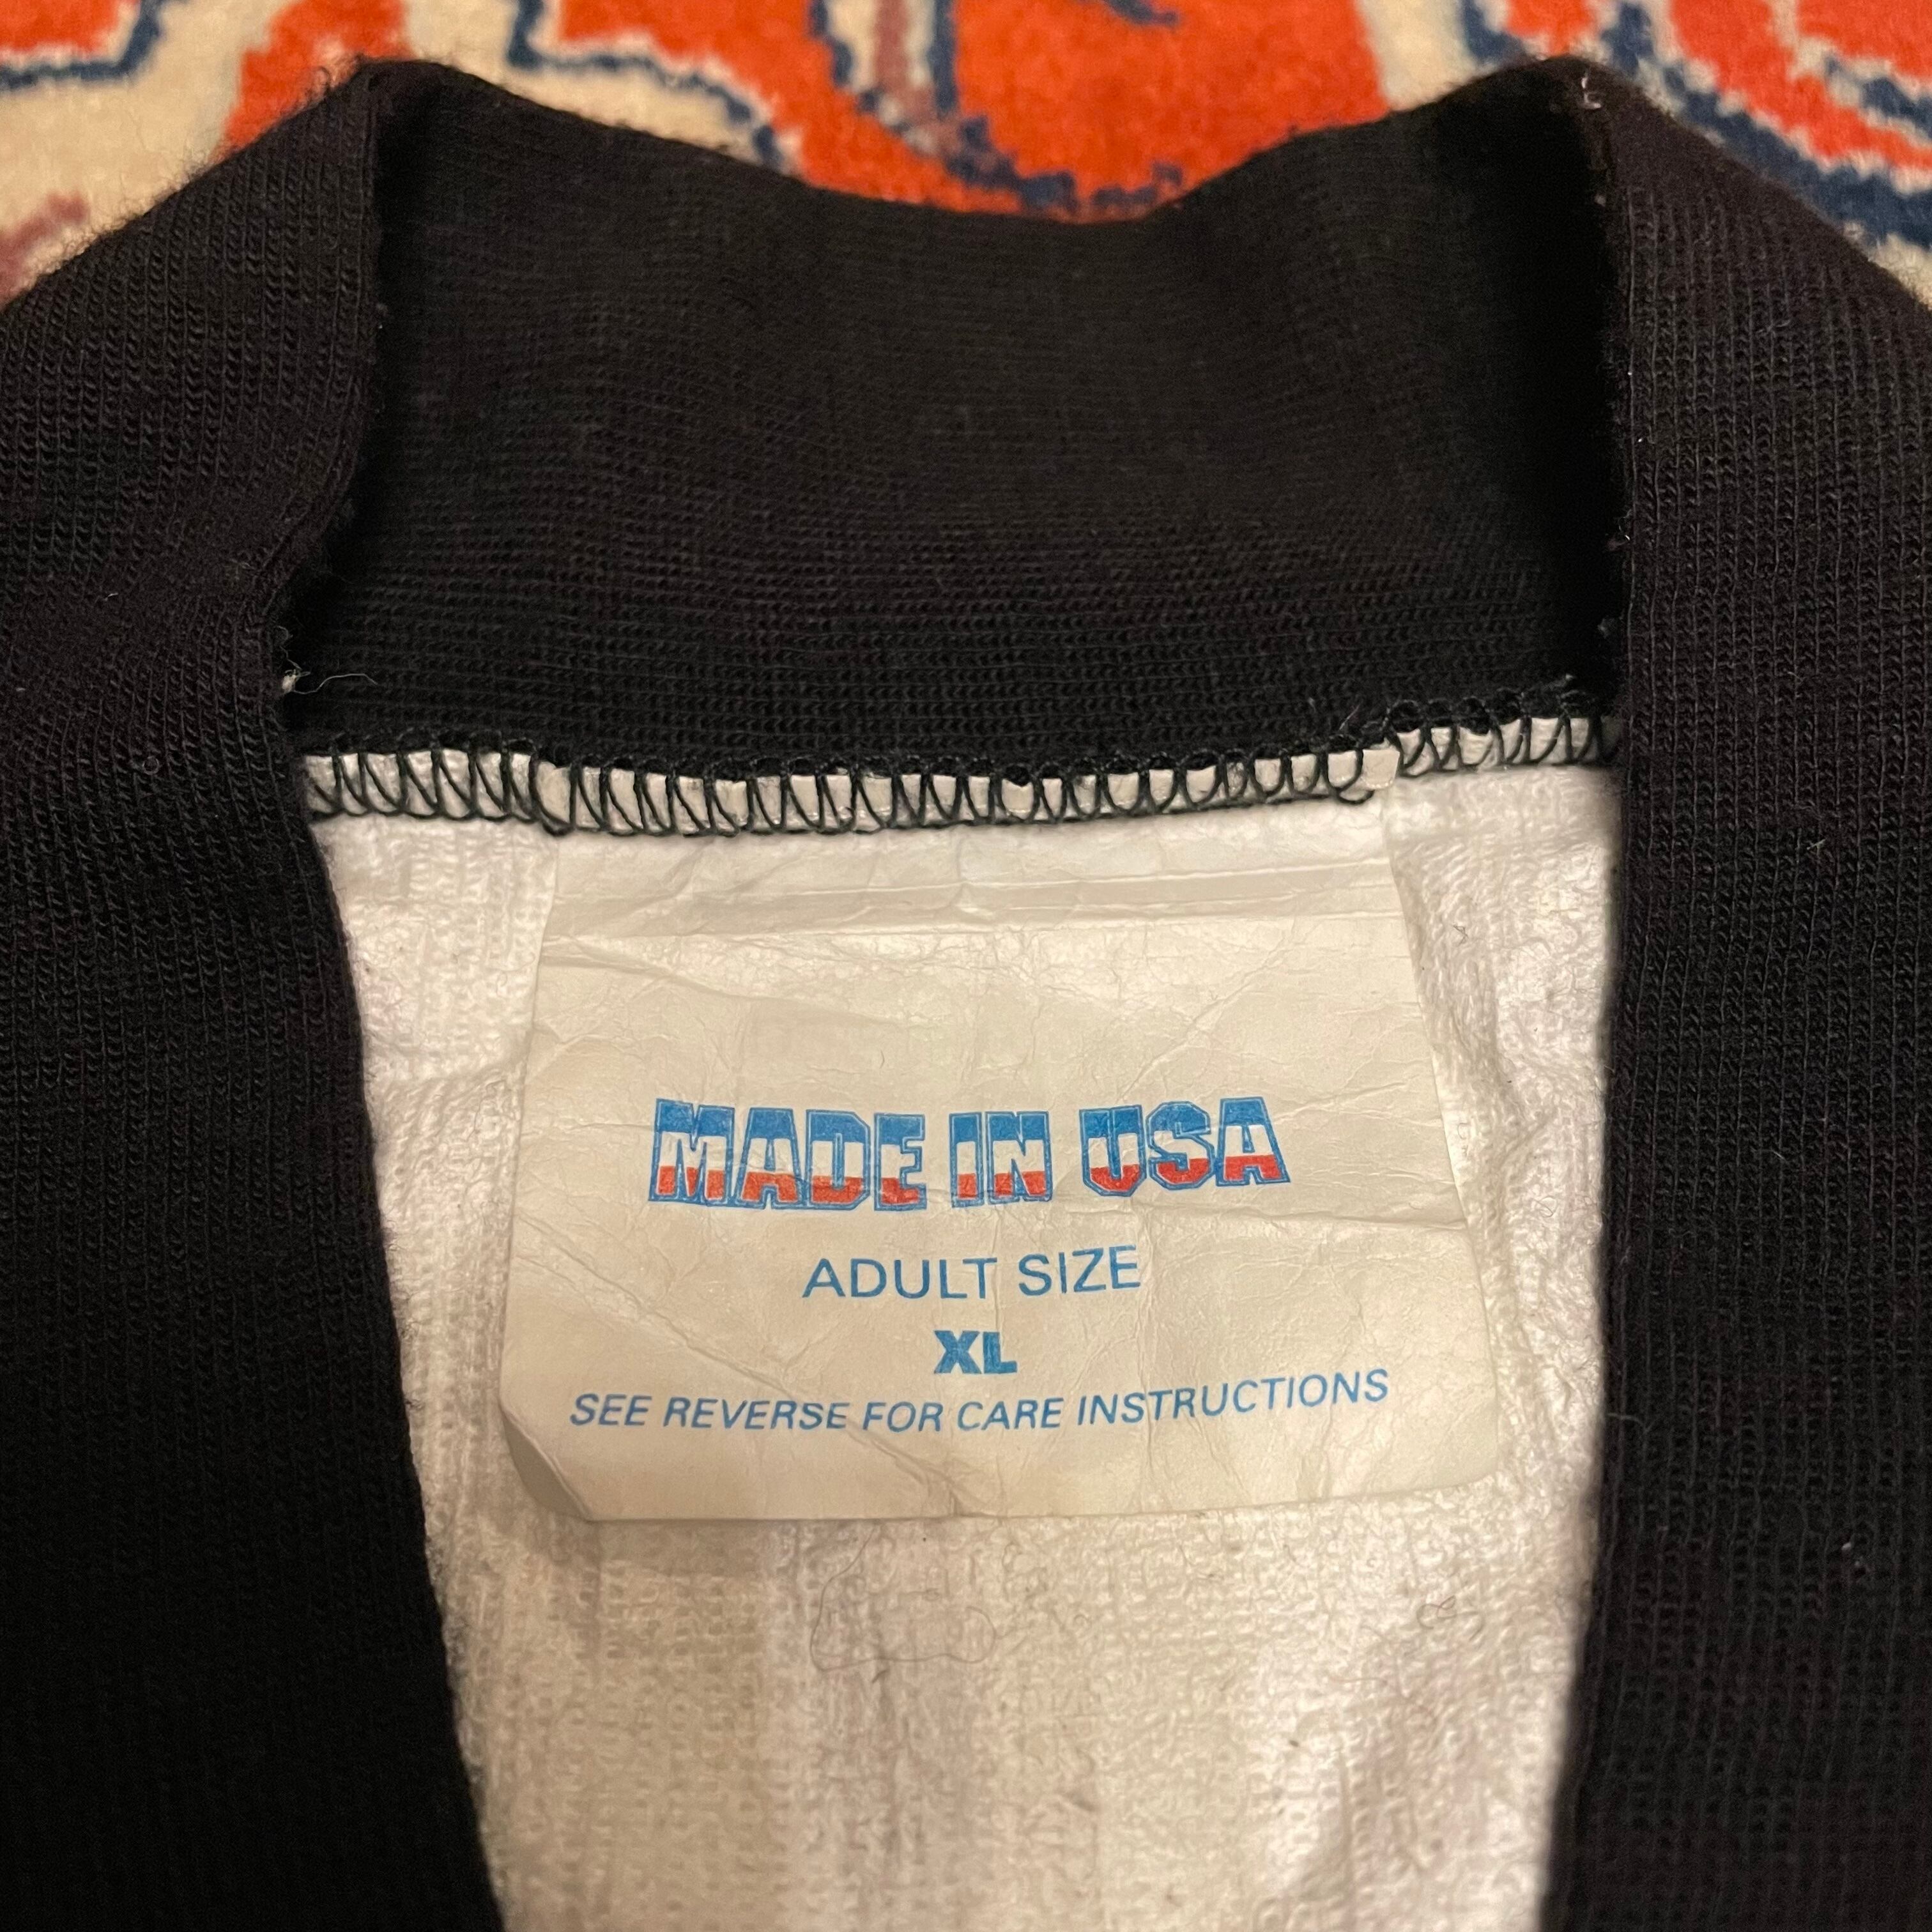 MADE IN USA
ADULT SIZE
XL
SEE REVERSE FOR CARE INSTRUCTIONS